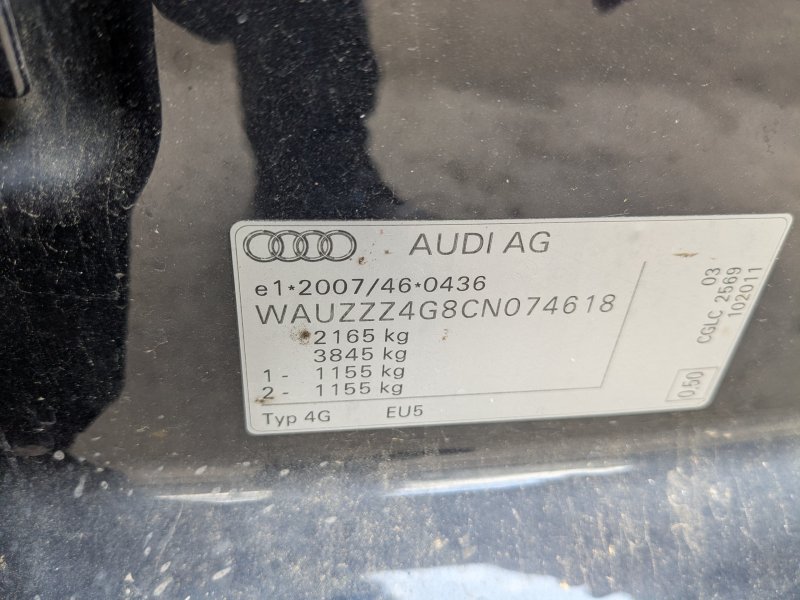 AUDI AG
e1*2007/46*0436
WAUZZZ4G8CN074618
2165 kg
3845 kg
1 - 1155 kg
2 - 1155 kg
Typ 4G EU5
03
CGLC 2569
102011
0,50